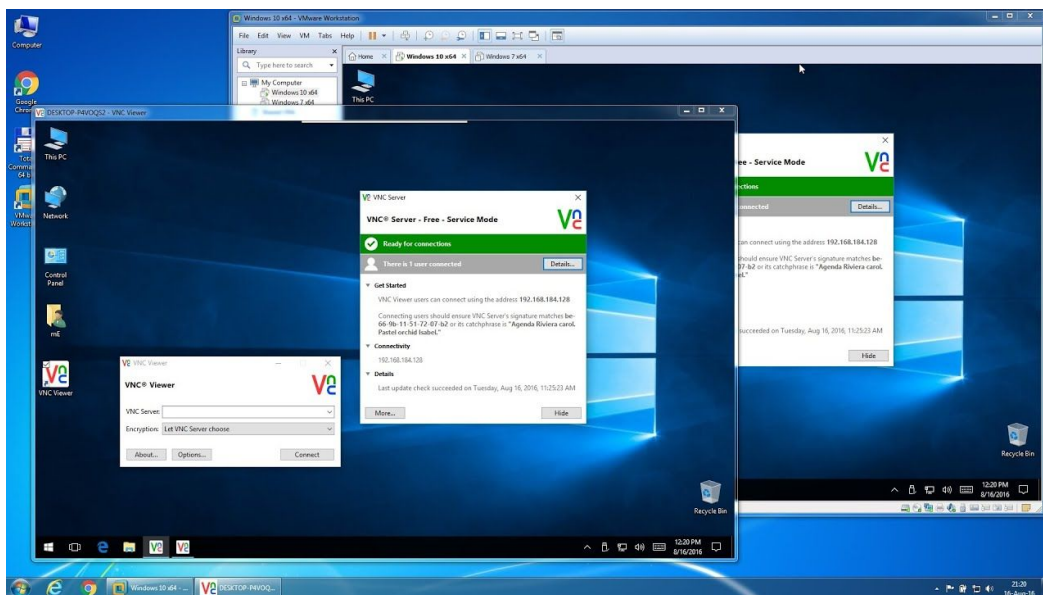 Computer
Google
Windows 10 x64 - VMware Workstation
File Edit View VM Tabs Help
Library
Type here to search
My Computer
Windows 10 x64
Windows 7 x64
Home
Windows 10 x64
Windows 7 x64
This PC
DESKTOP-P4VOQS2 - VNC Viewer
This PC
Network
Control
Panel
mE
VNC Viewer
VNC Server
VNC® Server - Free - Service Mode
Ready for connections
There is 1 user connected
Details...
Get Started
VNC Viewer users can connect using the address 192.168.184.128
Connecting users should ensure VNC Server's signature matches be-
66-9b-11-51-72-07-b2 or its catchphrase is "Agenda Riviera carol.
Pastel orchid Isabel."
Connectivity
192.168.184.128
Details
Last update check succeeded on Tuesday, Aug 16, 2016, 11:25:23 AM
More...
Hide
VNC Viewer
VNC® Viewer
VNC Server:
Encryption: Let VNC Server choose
About...
Options...
Connect
Recycle Bin
12:20 PM
8/16/2016
ee - Service Mode
ections
onnected
Details...
can connect using the address 192.168.184.128
should ensure VNC Server's signature matches be-
07-b2 or its catchphrase is "Agenda Riviera carol.
el."
succeeded on Tuesday, Aug 16, 2016, 11:25:23 AM
Hide
Recycle Bin
12:20 PM
8/16/2016
Windows 10 x64 - ...
DESKTOP-P4VOQ...
21:20
16-Aug-16